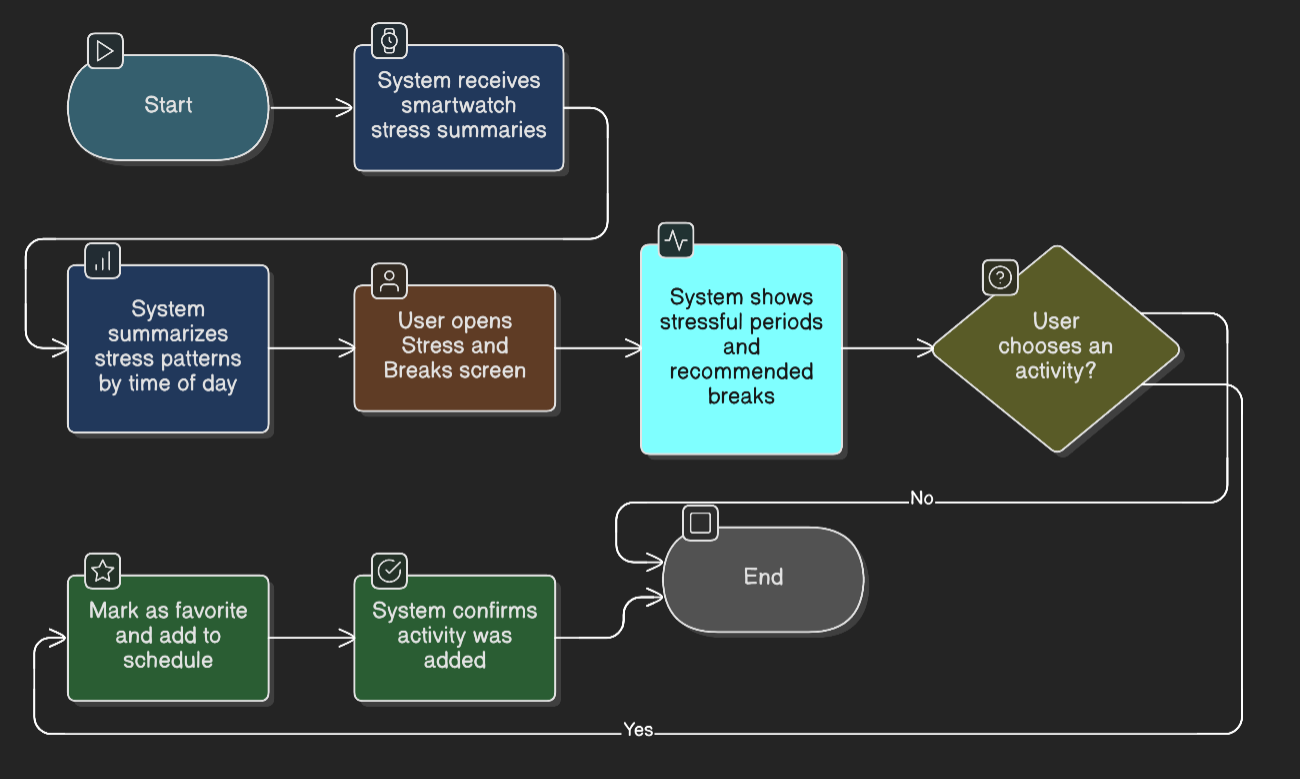 Start
System receives
smartwatch
stress summaries
System
summarizes
stress patterns
by time of day
User opens
Stress and
Breaks screen
System shows
stressful periods
and
recommended
breaks
User
chooses an
activity?
No
End
Mark as favorite
and add to
schedule
System confirms
activity was
added
Yes